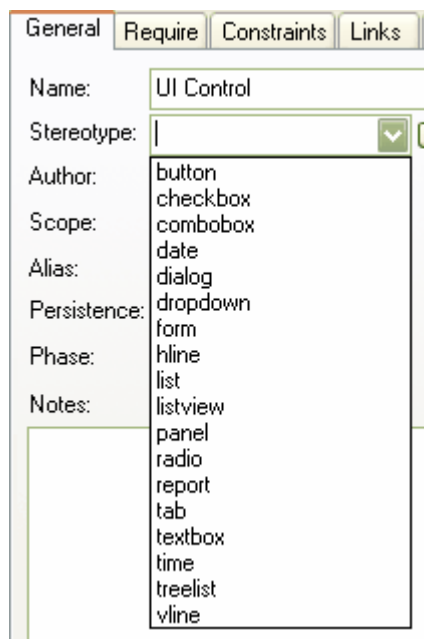 General Require Constraints Links
Name: UI Control
Stereotype:
Author:
Scope:
Alias:
Persistence:
Phase:
Notes:
button
checkbox
combobox
date
dialog
dropdown
form
hline
list
listview
panel
radio
report
tab
textbox
time
treelist
vline